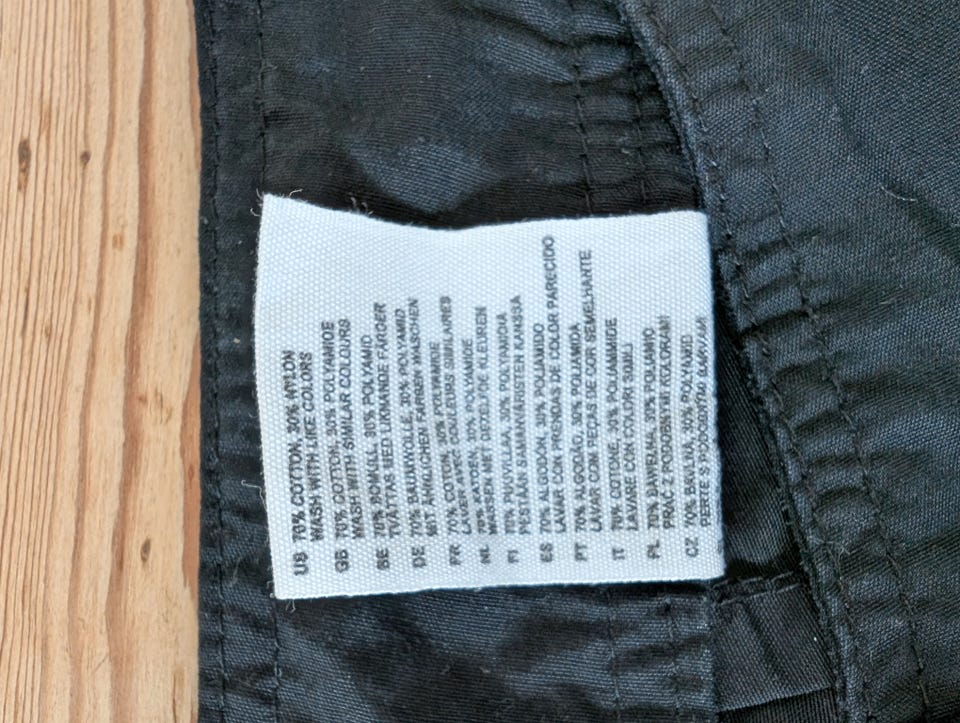 US 70% COTTON, 30% NYLON
WASH WITH LIKE COLORS
GB 70% COTTON, 30% POLYAMIDE
WASH WITH SIMILAR COLOURS
SE 70% BOMULL, 30% POLYAMID
TVÄTTAS MED LIKNANDE FÄRGER
DE 70% BAUMWOLLE, 30% POLYAMID
MIT ÄHNLICHEN FARBEN WASCHEN
FR 70% COTON, 30% POLYAMIDE
LAVER AVEC COULEURS SIMILAIRES
NL 70% KATOEN, 30% POLYAMIDE
WASSEN MET DEZELFDE KLEUREN
FI 70% PUUVILLAA, 30% POLYAMIDIA
PESTÄÄN SAMANVÄRISTEN KANSSA
ES 70% ALGODÓN, 30% POLIAMIDO
LAVAR CON PRENDAS DE COLOR PARECIDO
PT 70% ALGODÃO, 30% POLIAMIDA
LAVAR COM PEÇAS DE COR SEMELHANTE
IT 70% COTONE, 30% POLIAMMIDE
LAVARE CON COLORI SIMILI
PL 70% BAWEŁNA, 30% POLIAMID
PRAĆ Z PODOBNYMI KOLORAMI
CZ 70% BAVLNA, 30% POLYAMID
PERTE S PODOBNÝMI BARVAMI